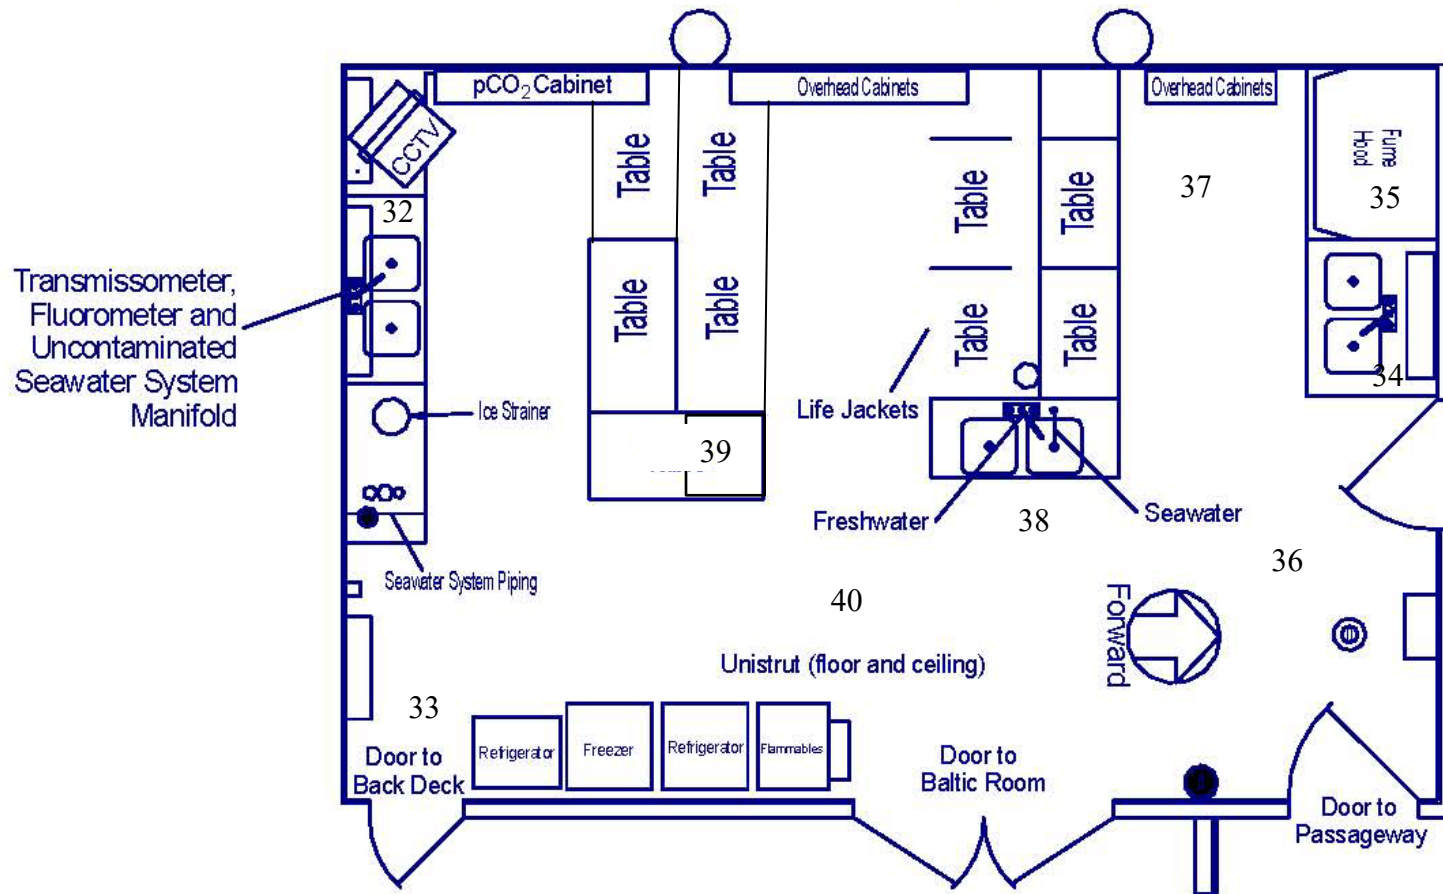 pCO2 Cabinet
Overhead Cabinets
Overhead Cabinets
CCTV
Table
Table
Table
Table
Fume
Hood
37
35
32
Transmissometer,
Fluorometer and
Uncontaminated
Seawater System
Manifold
Table
Table
Table
Table
34
Ice Strainer
Life Jackets
39
Freshwater
38
Seawater
36
Seawater System Piping
40
Forward
Unistrut (floor and ceiling)
33
Door to
Back Deck
Refrigerator
Freezer
Refrigerator
Flammables
Door to
Baltic Room
Door to
Passageway